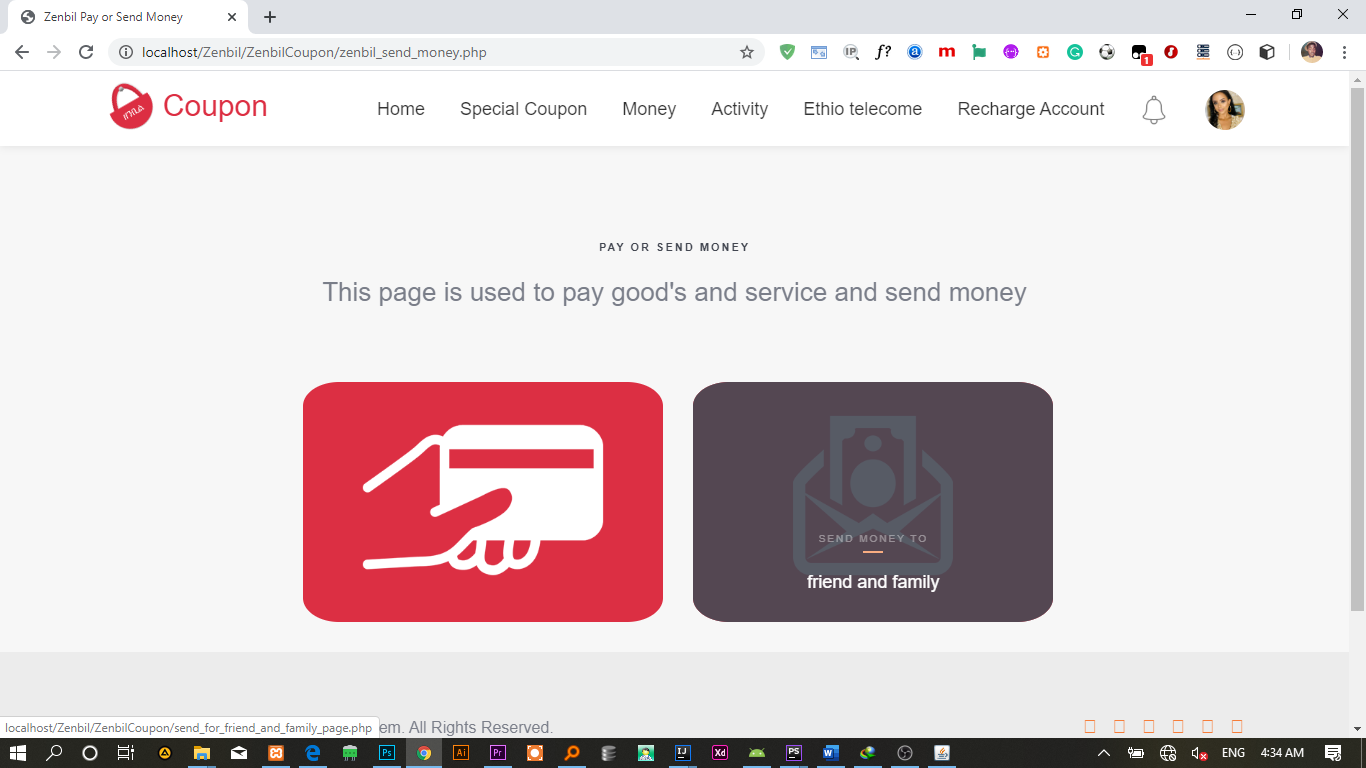 Zenbil Pay or Send Money
localhost/Zenbil/ZenbilCoupon/zenbil_send_money.php
1
Coupon
Home
Special Coupon
Money
Activity
Ethio telecome
Recharge Account
PAY OR SEND MONEY
This page is used to pay good's and service and send money
SEND MONEY TO
friend and family
em. All Rights Reserved.
localhost/Zenbil/ZenbilCoupon/send_for_friend_and_family_page.php
ENG
4:34 AM